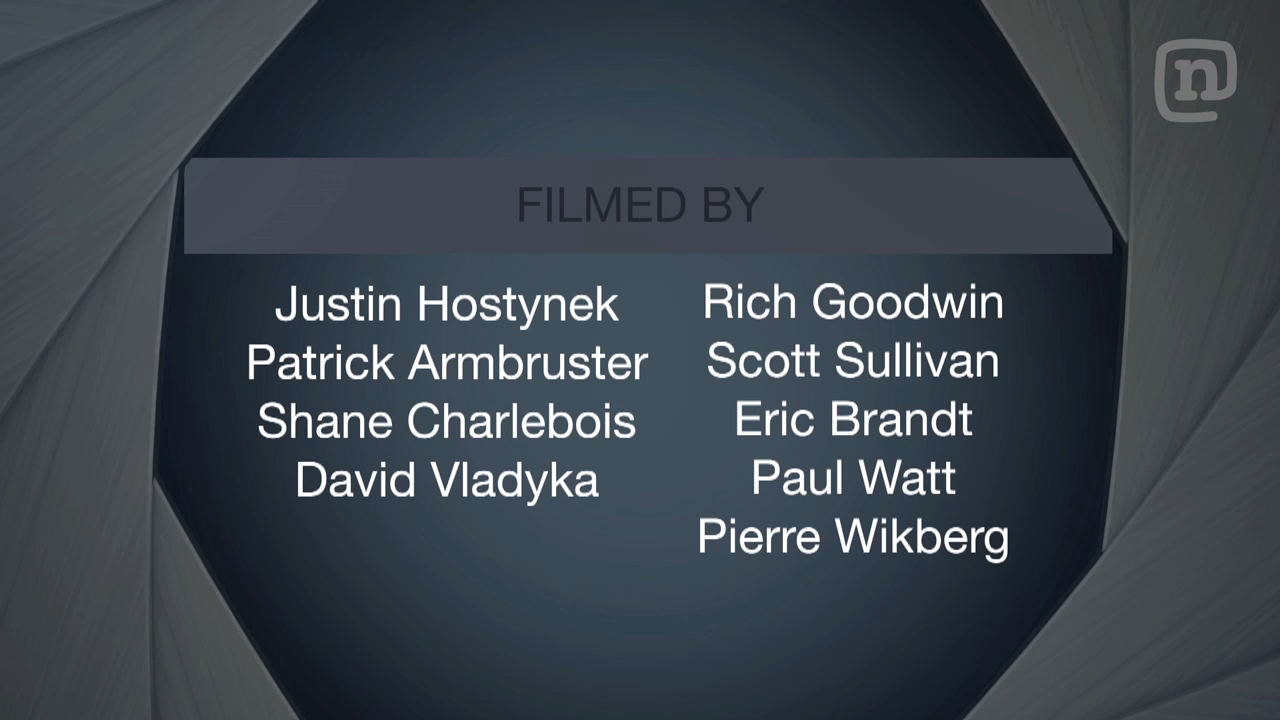 n
FILMED BY
Justin Hostynek
Patrick Armbruster
Shane Charlebois
David Vladyka
Rich Goodwin
Scott Sullivan
Eric Brandt
Paul Watt
Pierre Wikberg